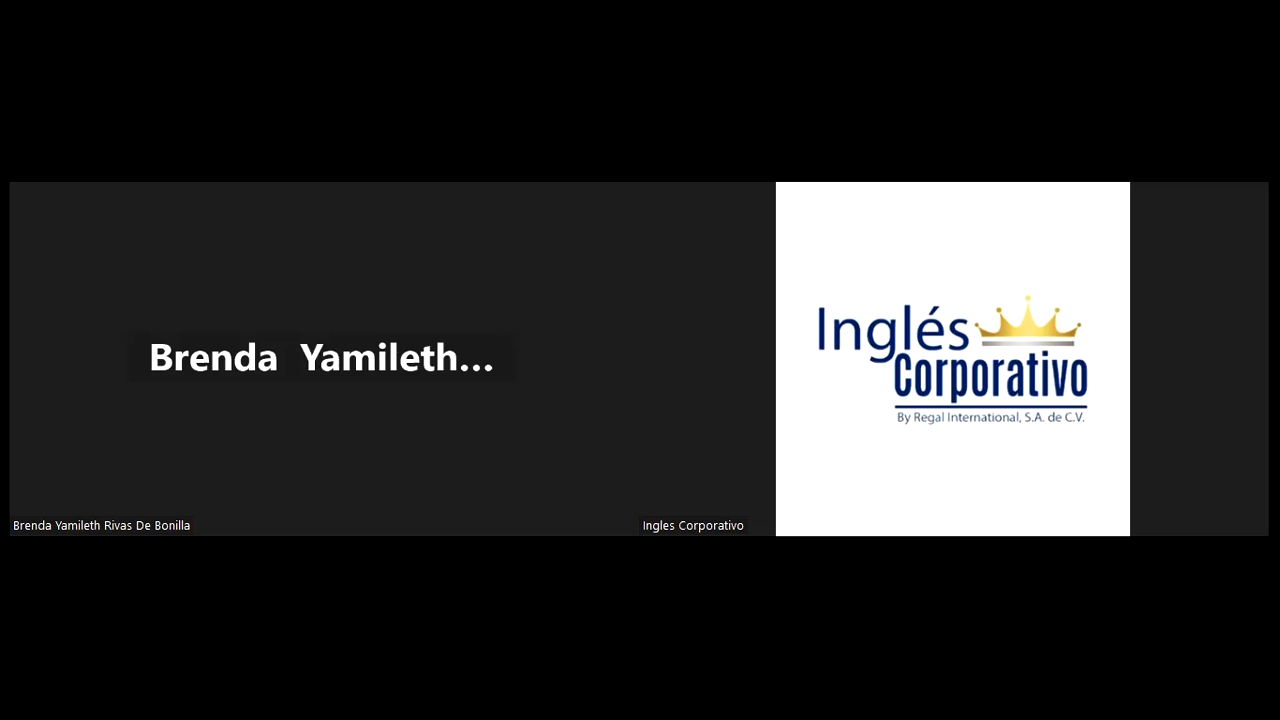 Brenda Yamileth...
Brenda Yamileth Rivas De Bonilla
Ingles Corporativo
Inglés
Corporativo
By Regal International, S.A. de C.V.